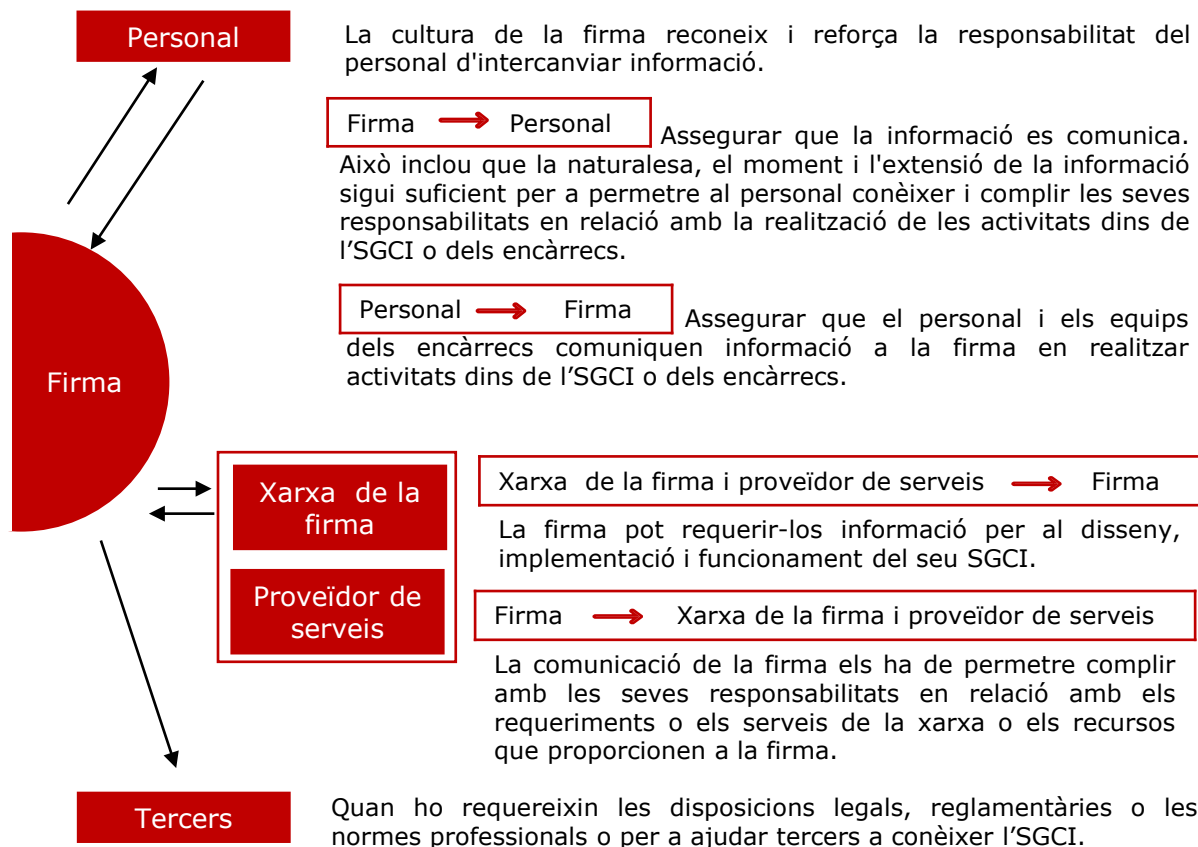 Personal
La cultura de la firma reconeix i reforça la responsabilitat del
personal d'intercanviar informació.
Firma → Personal Assegurar que la informació es comunica.
Això inclou que la naturalesa, el moment i l'extensió de la informació
sigui suficient per a permetre al personal conèixer i complir les seves
responsabilitats en relació amb la realització de les activitats dins de
l’SGCI o dels encàrrecs.
Personal → Firma Assegurar que el personal i els equips
dels encàrrecs comuniquen informació a la firma en realitzar
activitats dins de l’SGCI o dels encàrrecs.
Firma
Xarxa de la
firma
Proveïdor de
serveis
Xarxa de la firma i proveïdor de serveis → Firma
La firma pot requerir-los informació per al disseny,
implementació i funcionament del seu SGCI.
Firma → Xarxa de la firma i proveïdor de serveis
La comunicació de la firma els ha de permetre complir
amb les seves responsabilitats en relació amb els
requeriments o els serveis de la xarxa o els recursos
que proporcionen a la firma.
Tercers
Quan ho requereixin les disposicions legals, reglamentàries o les
normes professionals o per a ajudar tercers a conèixer l’SGCI.